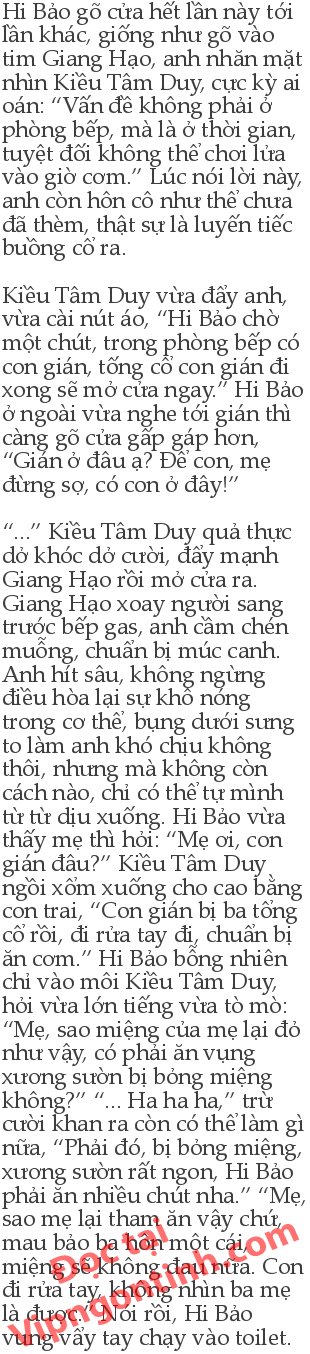 Hi Bảo gõ cửa hết lần này tới
lần khác, giống như gõ vào
tim Giang Hạo, anh nhăn mặt
nhìn Kiều Tâm Duy, cực kỳ ai
oán: “Vấn đề không phải ở
phòng bếp, mà là ở thời gian,
tuyệt đối không thể chơi lửa
vào giờ cơm.” Lúc nói lời này,
anh còn hôn cô như thể chưa
đã thèm, thật sự là luyến tiếc
buồng cổ ra.
Kiều Tâm Duy vừa đẩy anh,
vừa cài nút áo, “Hi Bảo chờ
một chút, trong phòng bếp có
con gián, tống cổ con gián đi
xong sẽ mở cửa ngay.” Hi Bảo
ở ngoài vừa nghe tới gián thì
càng gõ cửa gấp gáp hơn,
“Gián ở đâu ạ? Để con, mẹ
đừng sợ, có con ở đây!”
“...” Kiều Tâm Duy quả thực
dở khóc dở cười, đẩy mạnh
Giang Hạo rồi mở cửa ra.
Giang Hạo xoay người sang
trước bếp gas, anh cầm chén
muỗng, chuẩn bị múc canh.
Anh hít sâu, không ngừng
điều hòa lại sự khô nóng
trong cơ thể, bụng dưới sưng
to làm anh khó chịu không
thôi, nhưng mà không còn
cách nào, chỉ có thể tự mình
từ từ dịu xuống. Hi Bảo vừa
thấy mẹ thì hỏi: “Mẹ ơi, con
gián đâu?” Kiều Tâm Duy
ngồi xổm xuống cho cao bằng
con trai, “Con gián bị ba tổng
cổ rồi, đi rửa tay đi, chuẩn bị
ăn cơm.” Hi Bảo bỗng nhiên
chỉ vào môi Kiều Tâm Duy,
hỏi vừa lớn tiếng vừa tò mò:
“Mẹ, sao miệng của mẹ lại đỏ
như vậy, có phải ăn vụng
xương sườn bị bỏng miệng
không?” “... Ha ha ha,” trừ
cười khan ra còn có thể làm gì
nữa, “Phải đó, bị bỏng miệng,
xương sườn rất ngon, Hi Bảo
phải ăn nhiều chút nha.” “Mẹ,
sao mẹ lại tham ăn vậy chứ,
mau bảo ba hôn một cái,
miệng sẽ không đau nữa. Con
đi rửa tay, không nhìn ba mẹ
là được.” Nói rồi, Hi Bảo
vung vẩy tay chạy vào toilet.
Đọc tại
Vipngontinh.com